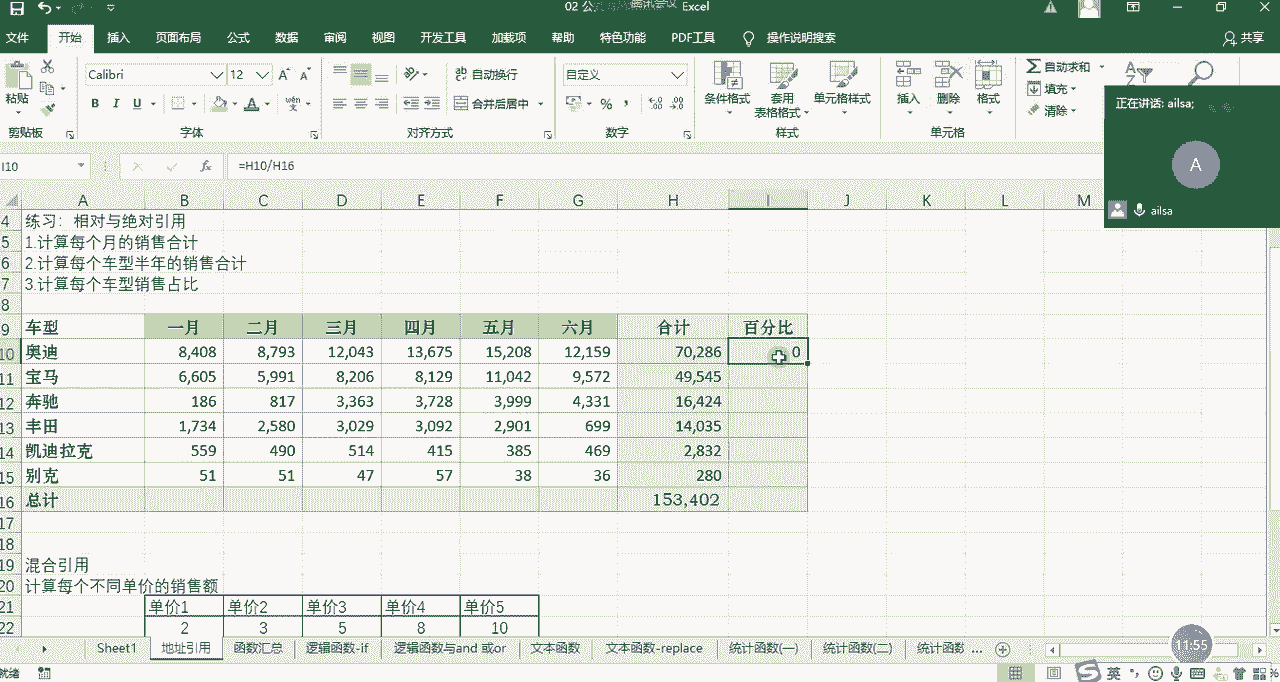 02 公 腾讯会议 Excel
文件 开始 插入 页面布局 公式 数据 审阅 视图 开发工具 加载项 帮助 特色功能 PDF工具 操作说明搜索 共享
粘贴 Calibri 12 自动换行 自定义 条件格式 套用 表格格式 单元格样式 插入 删除 格式 自动求和
B I U 合并后居中 % 填充
清除
剪贴板 字体 对齐方式 数字 样式 单元格
正在讲话: ailsa;
A
ailsa
I10 fx =H10/H16
A B C D E F G H I J K L M
4 练习：相对与绝对引用
5 1.计算每个月的销售合计
6 2.计算每个车型半年的销售合计
7 3.计算每个车型销售占比
8
9 车型 一月 二月 三月 四月 五月 六月 合计 百分比
10 奥迪 8,408 8,793 12,043 13,675 15,208 12,159 70,286 0
11 宝马 6,605 5,991 8,206 8,129 11,042 9,572 49,545
12 奔驰 186 817 3,363 3,728 3,999 4,331 16,424
13 丰田 1,734 2,580 3,029 3,092 2,901 699 14,035
14 凯迪拉克 559 490 514 415 385 469 2,832
15 别克 51 51 47 57 38 36 280
16 总计 153,402
17
18
19 混合引用
20 计算每个不同单价的销售额
21 单价1 单价2 单价3 单价4 单价5
22 2 3 5 8 10
Sheet1 地址引用 函数汇总 逻辑函数-if 逻辑函数与and 或or 文本函数 文本函数-replace 统计函数(一) 统计函数(二) 统计函数 ...
11:55
就绪 英 %